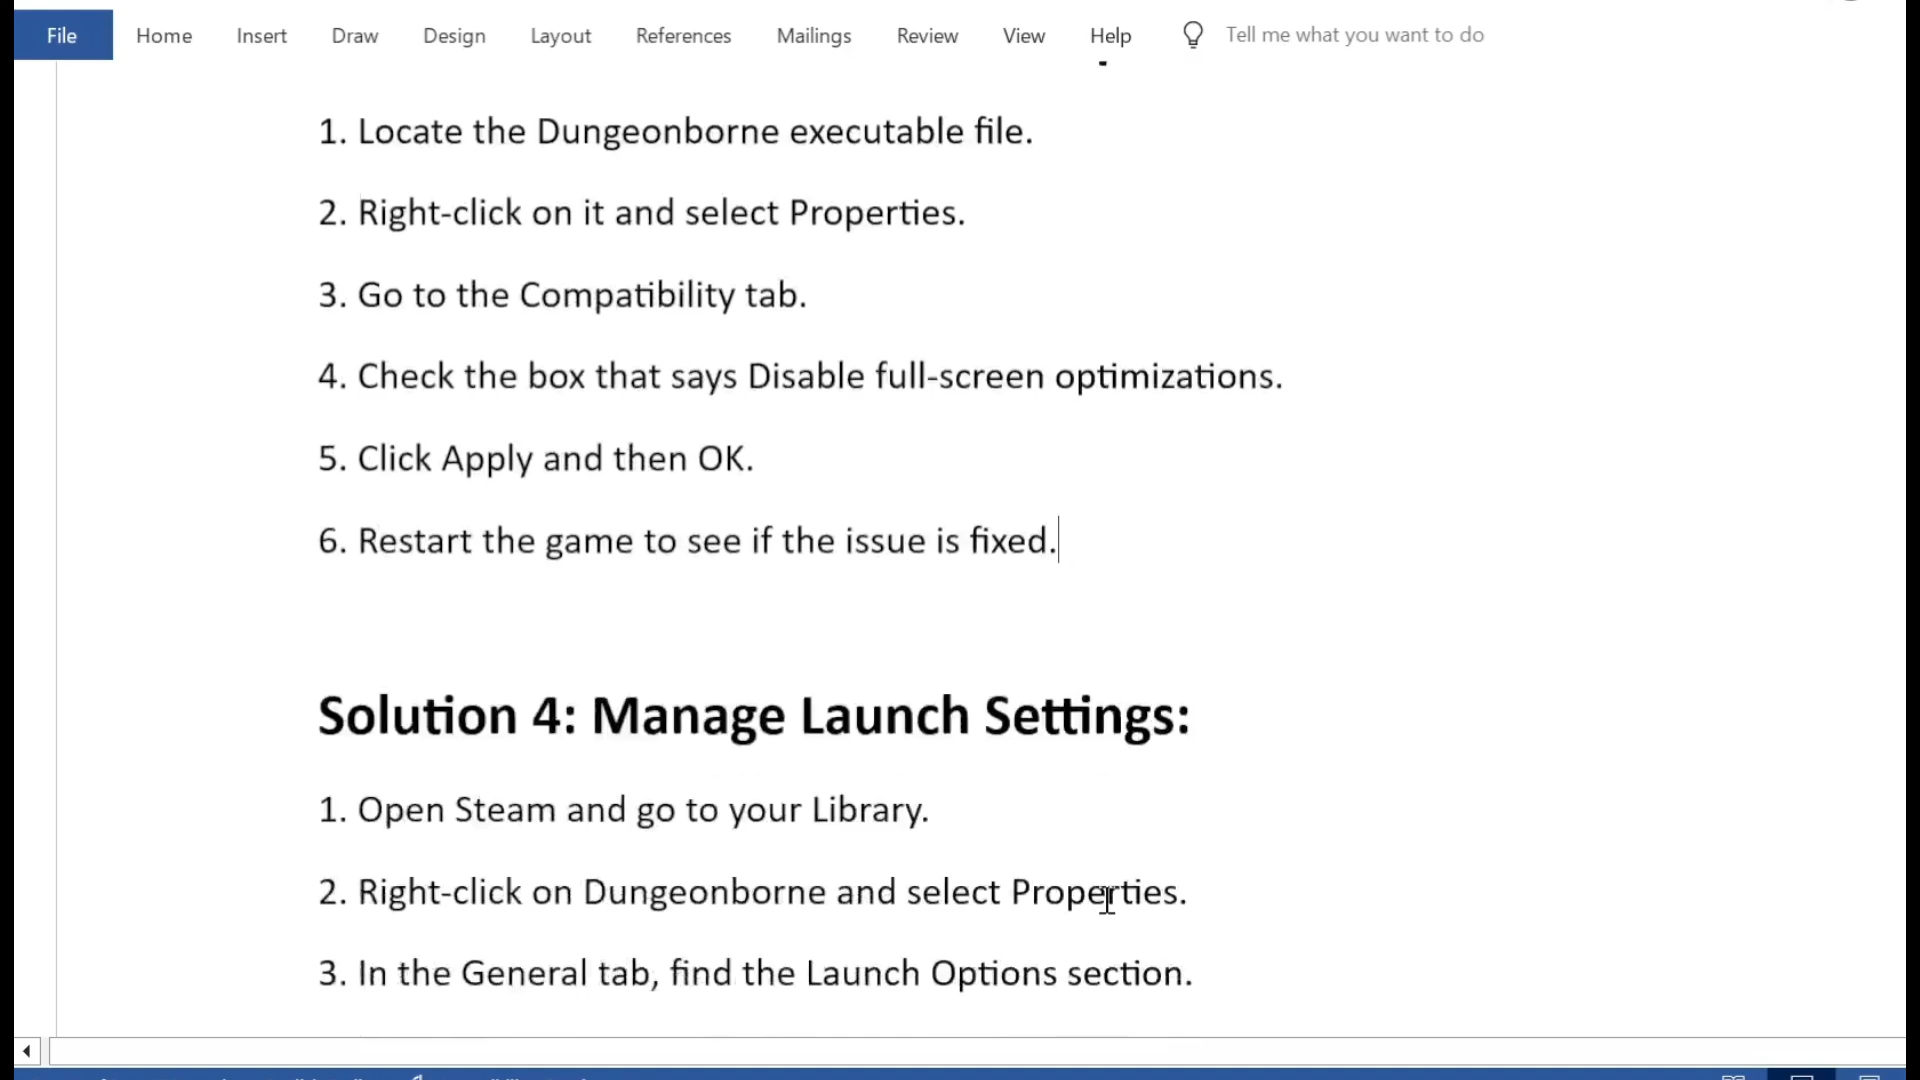 File Home Insert Draw Design Layout References Mailings Review View Help Tell me what you want to do
1. Locate the Dungeonborne executable file.
2. Right-click on it and select Properties.
3. Go to the Compatibility tab.
4. Check the box that says Disable full-screen optimizations.
5. Click Apply and then OK.
6. Restart the game to see if the issue is fixed.
Solution 4: Manage Launch Settings:
1. Open Steam and go to your Library.
2. Right-click on Dungeonborne and select Properties.
3. In the General tab, find the Launch Options section.